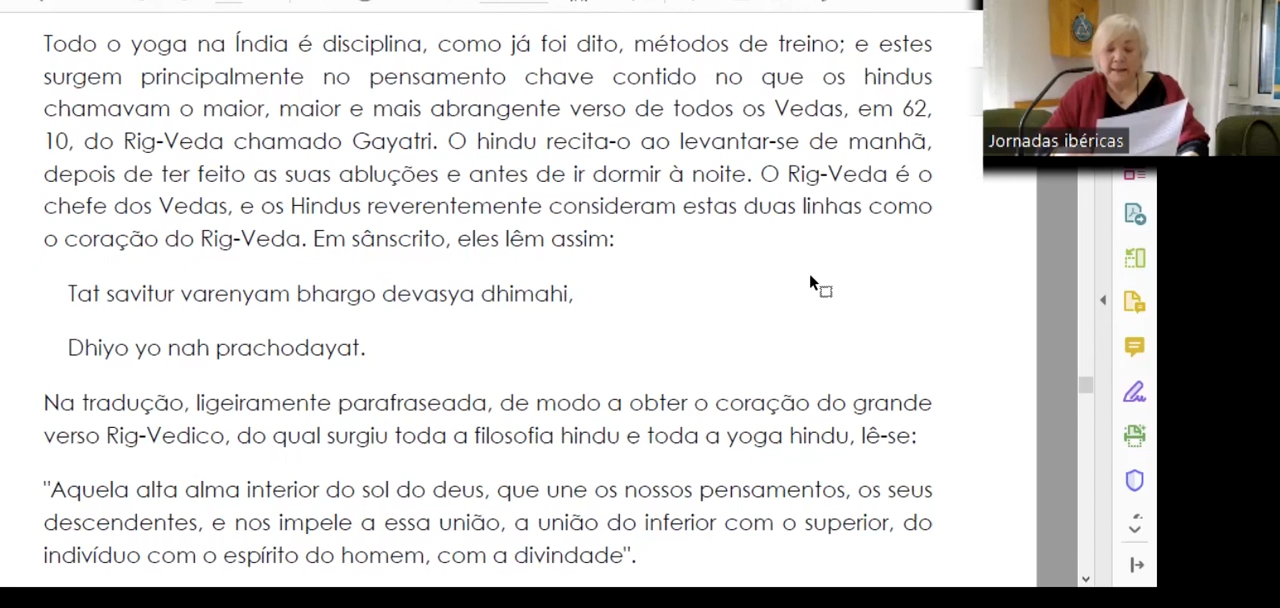 Todo o yoga na Índia é disciplina, como já foi dito, métodos de treino; e estes
surgem principalmente no pensamento chave contido no que os hindus
chamavam o maior, maior e mais abrangente verso de todos os Vedas, em 62,
10, do Rig-Veda chamado Gayatri. O hindu recita-o ao levantar-se de manhã,
depois de ter feito as suas abluções e antes de ir dormir à noite. O Rig-Veda é o
chefe dos Vedas, e os Hindus reverentemente consideram estas duas linhas como
o coração do Rig-Veda. Em sânscrito, eles lêm assim:
Tat savitur varenyam bhargo devasya dhimahi,
Dhiyo yo nah prachodayat.
Na tradução, ligeiramente parafraseada, de modo a obter o coração do grande
verso Rig-Vedico, do qual surgiu toda a filosofia hindu e toda a yoga hindu, lê-se:
"Aquela alta alma interior do sol do deus, que une os nossos pensamentos, os seus
descendentes, e nos impele a essa união, a união do inferior com o superior, do
indivíduo com o espírito do homem, com a divindade".
Jornadas ibéricas